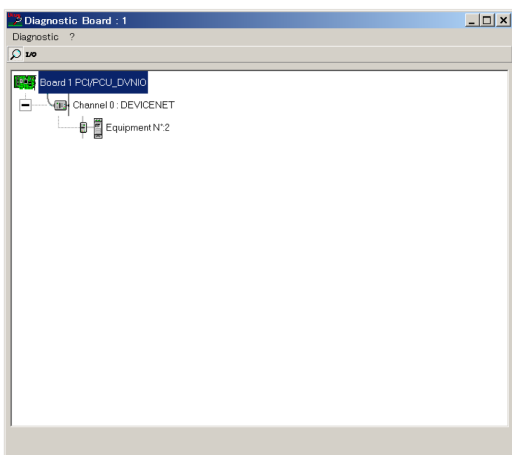 Diagnostic Board : 1
Diagnostic ?
I/O
Board 1 PCI/PCU_DVNIO
Channel 0 : DEVICENET
Equipment N°:2